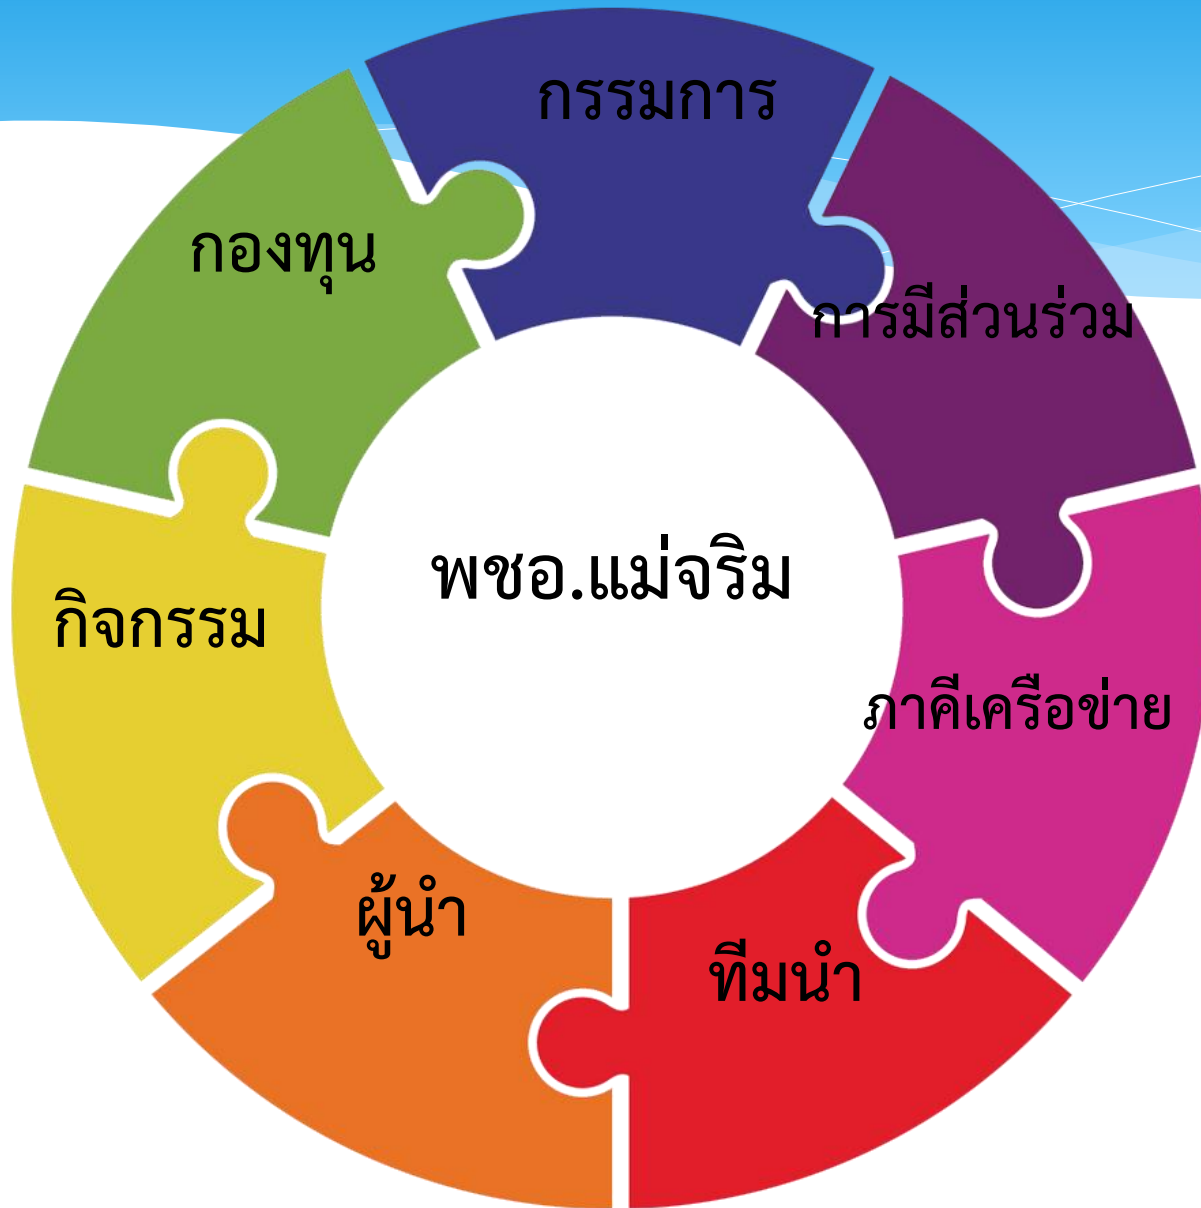 กรรมการ
กองทุน
การมีส่วนร่วม
พชอ.แม่จริม
กิจกรรม
ภาคีเครือข่าย
ผู้นำ
ทีมนำ